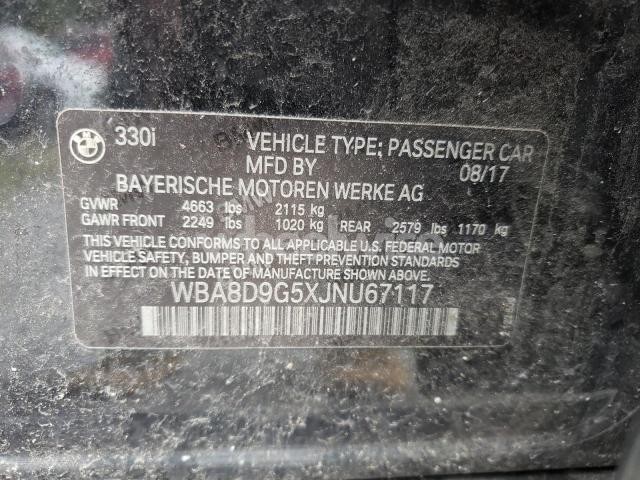 BMW
330i VEHICLE TYPE: PASSENGER CAR
MFD BY 08/17
BAYERISCHE MOTOREN WERKE AG
GVWR 4663 lbs 2115 kg
GAWR FRONT 2249 lbs 1020 kg REAR 2579 lbs 1170 kg
THIS VEHICLE CONFORMS TO ALL APPLICABLE U.S. FEDERAL MOTOR
VEHICLE SAFETY, BUMPER AND THEFT PREVENTION STANDARDS
IN EFFECT ON THE DATE OF MANUFACTURE SHOWN ABOVE.
WBA8D9G5XJNU67117